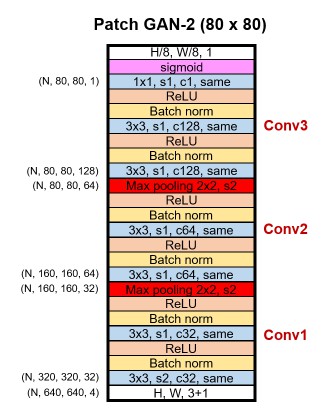 Patch GAN-2 (80 x 80)
H/8, W/8, 1
sigmoid
(N, 80, 80, 1) 1x1, s1, c1, same
ReLU
Batch norm
3x3, s1, c128, same Conv3
ReLU
Batch norm
(N, 80, 80, 128) 3x3, s1, c128, same
(N, 80, 80, 64) Max pooling 2x2, s2
ReLU
Batch norm
3x3, s1, c64, same Conv2
ReLU
Batch norm
(N, 160, 160, 64) 3x3, s1, c64, same
(N, 160, 160, 32) Max pooling 2x2, s2
ReLU
Batch norm
3x3, s1, c32, same Conv1
ReLU
Batch norm
(N, 320, 320, 32) 3x3, s2, c32, same
(N, 640, 640, 4) H, W, 3+1